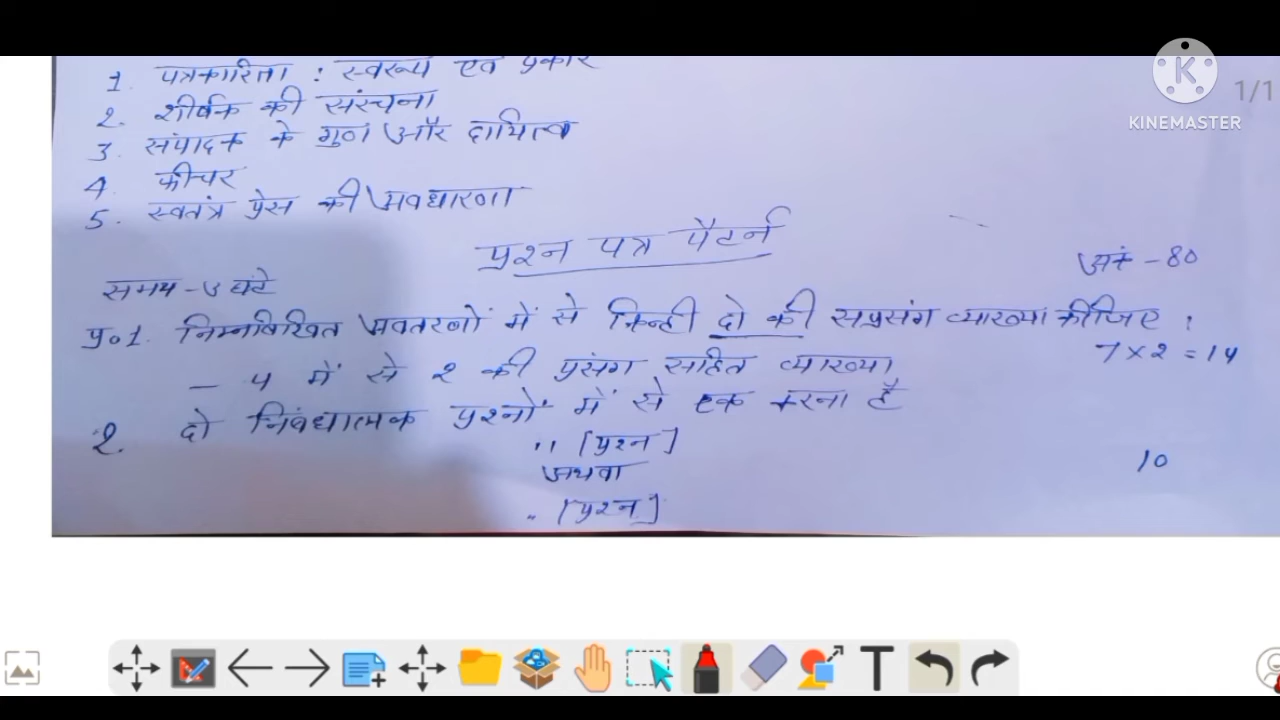 1. पत्रकारिता : स्वरूप एवं प्रकार
2. शीर्षक की संरचना
3. संपादक के गुण और दायित्व
4. फीचर
5. स्वतंत्र प्रेस की अवधारणा
प्रश्न पत्र पैटर्न
समय - 3 घंटे
अंक - 80
प्र०1. निम्नलिखित अवतरणों में से किन्ही दो की सप्रसंग व्याख्या कीजिए :
7 × 2 = 14
- 4 में से 2 की प्रसंग सहित व्याख्या
2. दो निबंधात्मक प्रश्नों में से एक करना है
,, [प्रश्न]
अथवा
10
,, [प्रश्न]
KINEMASTER
1/1